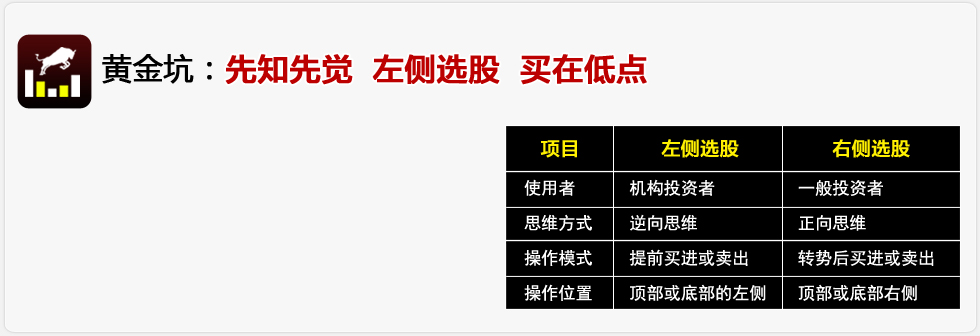 黄金坑：先知先觉 左侧选股 买在低点
项目 左侧选股 右侧选股
使用者 机构投资者 一般投资者
思维方式 逆向思维 正向思维
操作模式 提前买进或卖出 转势后买进或卖出
操作位置 顶部或底部的左侧 顶部或底部右侧